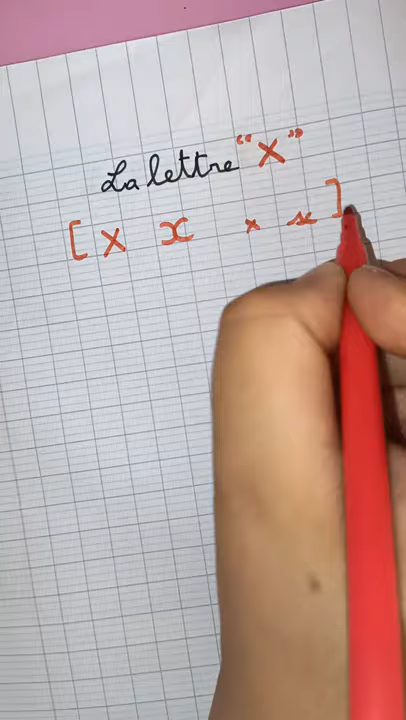 La lettre "X"
[ X x x x ]